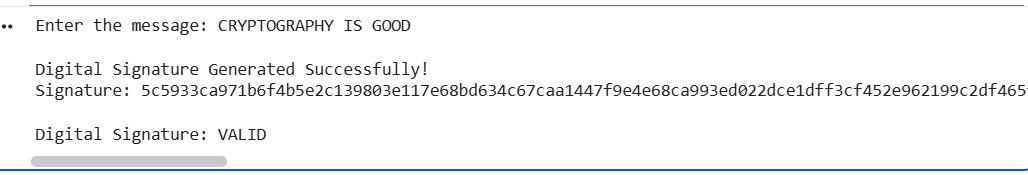 Enter the message: CRYPTOGRAPHY IS GOOD
Digital Signature Generated Successfully!
Signature: 5c5933ca971b6f4b5e2c139803e117e68bd634c67caa1447f9e4e68ca993ed022dce1dff3cf452e962199c2df465
Digital Signature: VALID